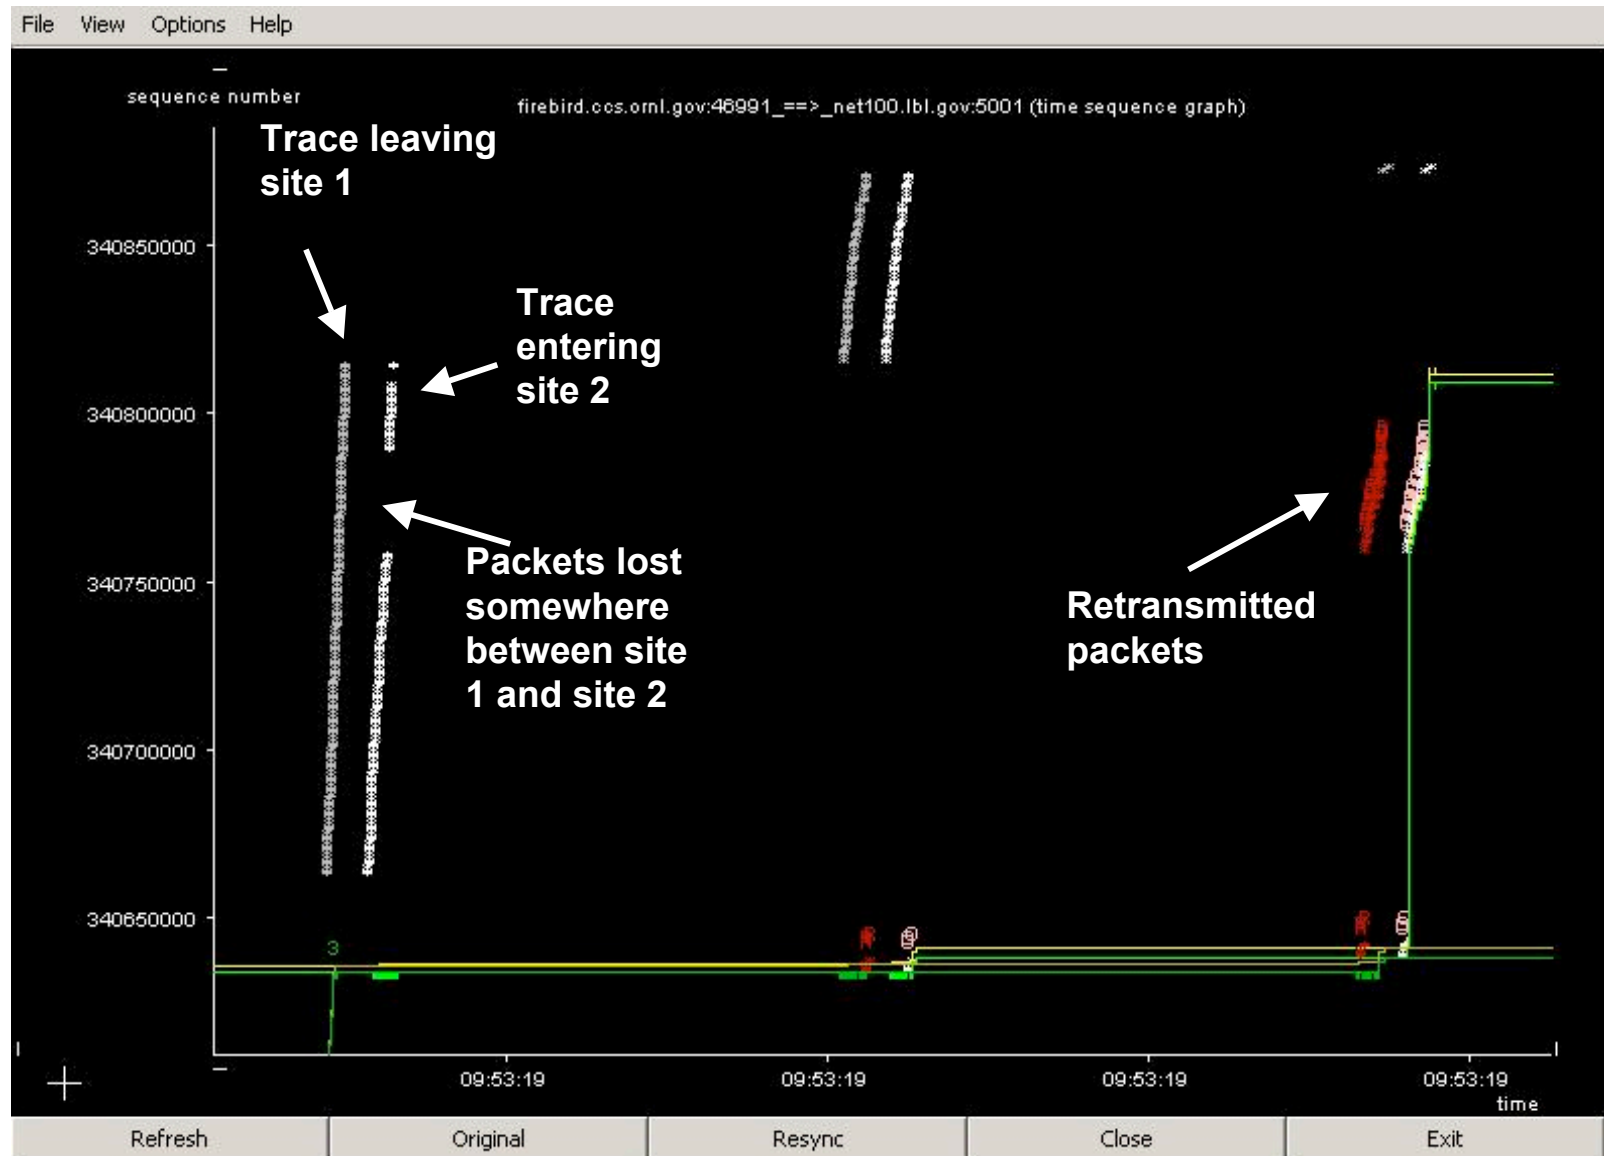 File View Options Help
sequence number
firebird.ccs.ornl.gov:46991_==>_net100.lbl.gov:5001 (time sequence graph)
Trace leaving
site 1
340850000
Trace
entering
site 2
340800000
Packets lost
somewhere
between site
1 and site 2
340750000
Retransmitted
packets
340700000
340650000
3
09:53:19 09:53:19 09:53:19 09:53:19
time
Refresh Original Resync Close Exit